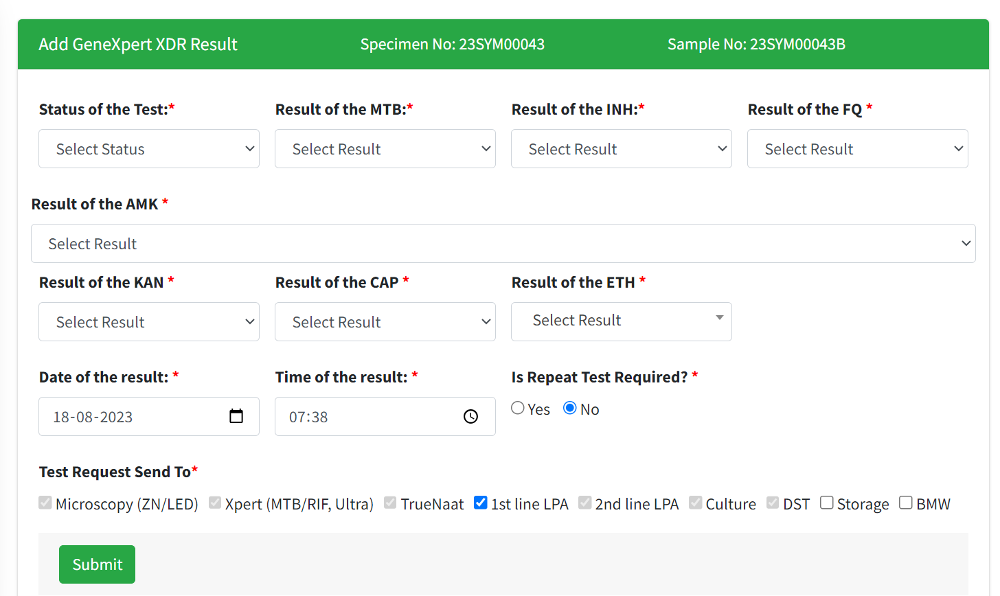 Add GeneXpert XDR Result Specimen No: 23SYM00043 Sample No: 23SYM00043B
Status of the Test:* Result of the MTB:* Result of the INH:* Result of the FQ *
Select Status Select Result Select Result Select Result
Result of the AMK *
Select Result
Result of the KAN * Result of the CAP * Result of the ETH *
Select Result Select Result Select Result
Date of the result: * Time of the result: * Is Repeat Test Required? *
18-08-2023 07:38 Yes No
Test Request Send To*
Microscopy (ZN/LED) Xpert (MTB/RIF, Ultra) TrueNaat 1st line LPA 2nd line LPA Culture DST Storage BMW
Submit